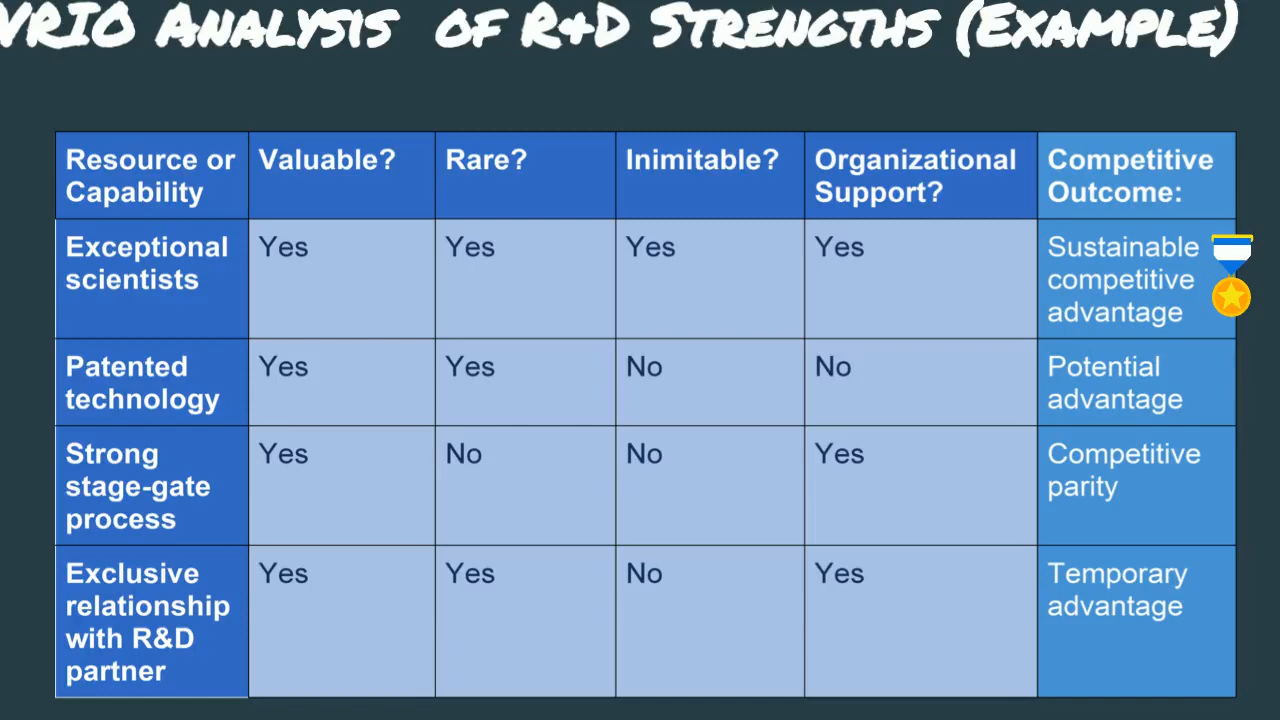 VRIO Analysis of R&D Strengths (Example)
Resource or Valuable? Rare? Inimitable? Organizational Competitive
Capability Support? Outcome:
Exceptional Yes Yes Yes Yes Sustainable
scientists competitive
advantage
Patented Yes Yes No No Potential
technology advantage
Strong Yes No No Yes Competitive
stage-gate parity
process
Exclusive Yes Yes No Yes Temporary
relationship advantage
with R&D
partner